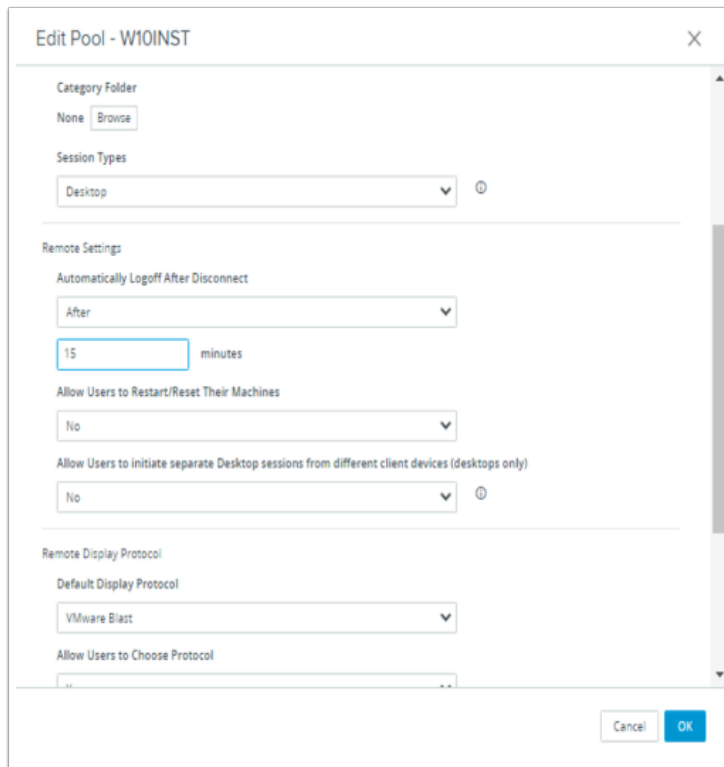 Edit Pool - W10INST
Category Folder
None Browse
Session Types
Desktop
Remote Settings
Automatically Logoff After Disconnect
After
15 minutes
Allow Users to Restart/Reset Their Machines
No
Allow Users to initiate separate Desktop sessions from different client devices (desktops only)
No
Remote Display Protocol
Default Display Protocol
VMware Blast
Allow Users to Choose Protocol
Cancel OK